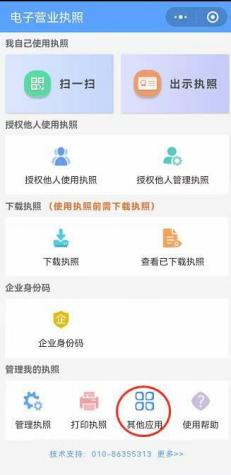 电子营业执照
我自己使用执照
扫一扫
出示执照
授权他人使用执照
授权他人使用执照
授权他人管理执照
下载执照 (使用执照前需下载执照)
下载执照
查看已下载执照
企业身份码
企
企业身份码
管理我的执照
管理执照
打印执照
其他应用
使用帮助
技术支持：010-86355313 更多>>